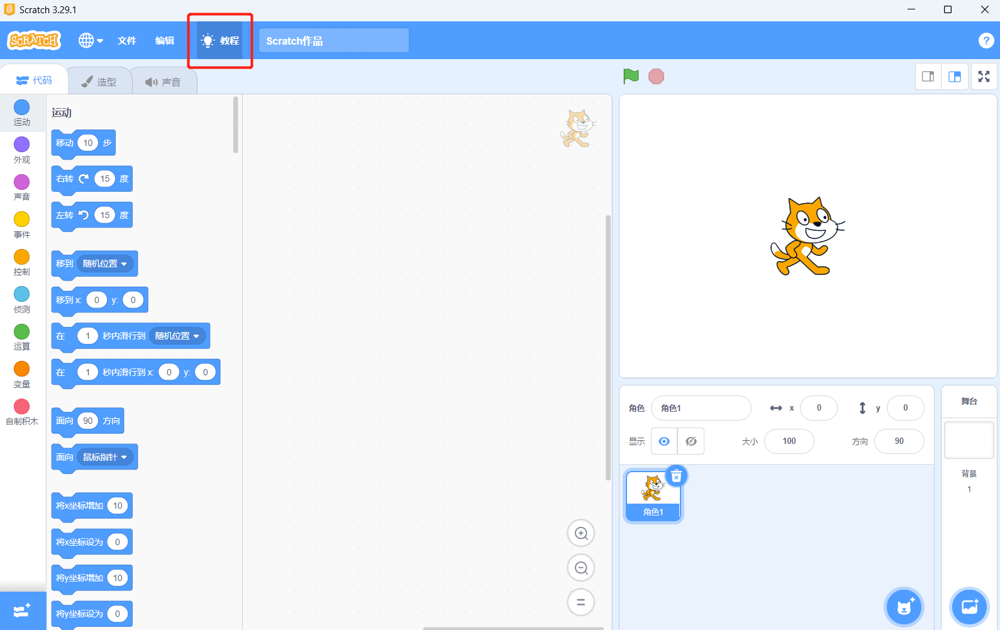 Scratch 3.29.1
SCRATCH 文件 编辑 教程 Scratch作品 ?
代码 造型 声音
运动
外观
声音
事件
控制
侦测
运算
变量
自制积木
运动
移动 10 步
右转 15 度
左转 15 度
移到 随机位置
移到 x: 0 y: 0
在 1 秒内滑行到 随机位置
在 1 秒内滑行到 x: 0 y: 0
面向 90 方向
面向 鼠标指针
将x坐标增加 10
将x坐标设为 0
将y坐标增加 10
将y坐标设为 0
角色 角色1 x 0 y 0
显示 大小 100 方向 90
角色1
舞台
背景
1